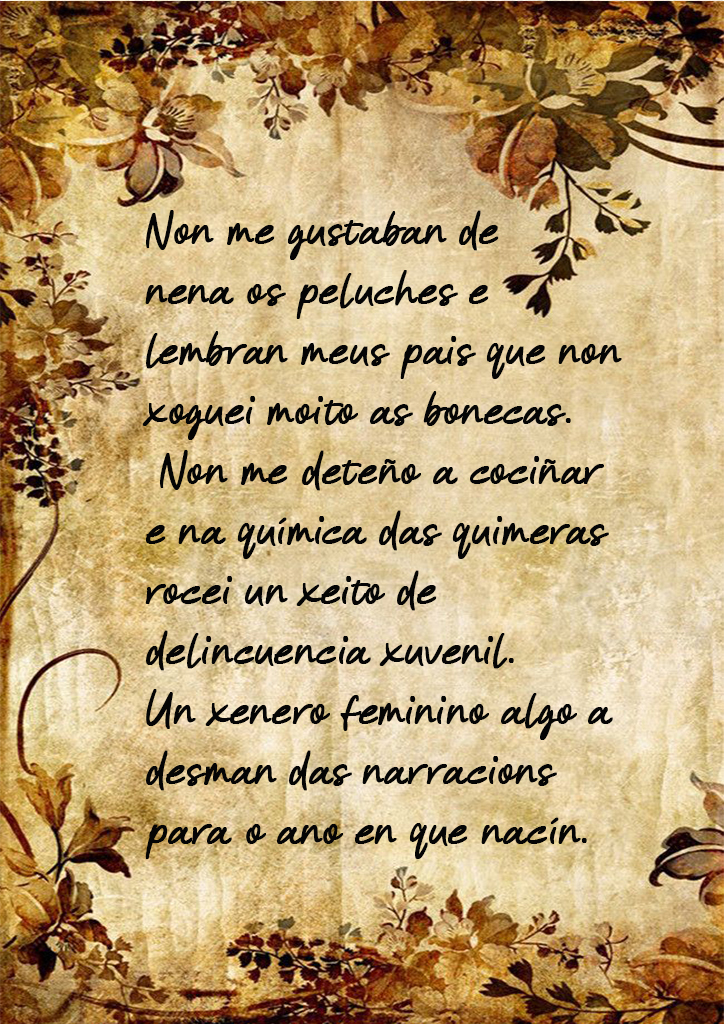 Non me gustaban de
nena os peluches e
lembran meus pais que non
xoguei moito as bonecas.
Non me deteño a cociñar
e na química das quimeras
rocei un xeito de
delincuencia xuvenil.
Un xenero feminino algo a
desman das narracions
para o ano en que nacín.